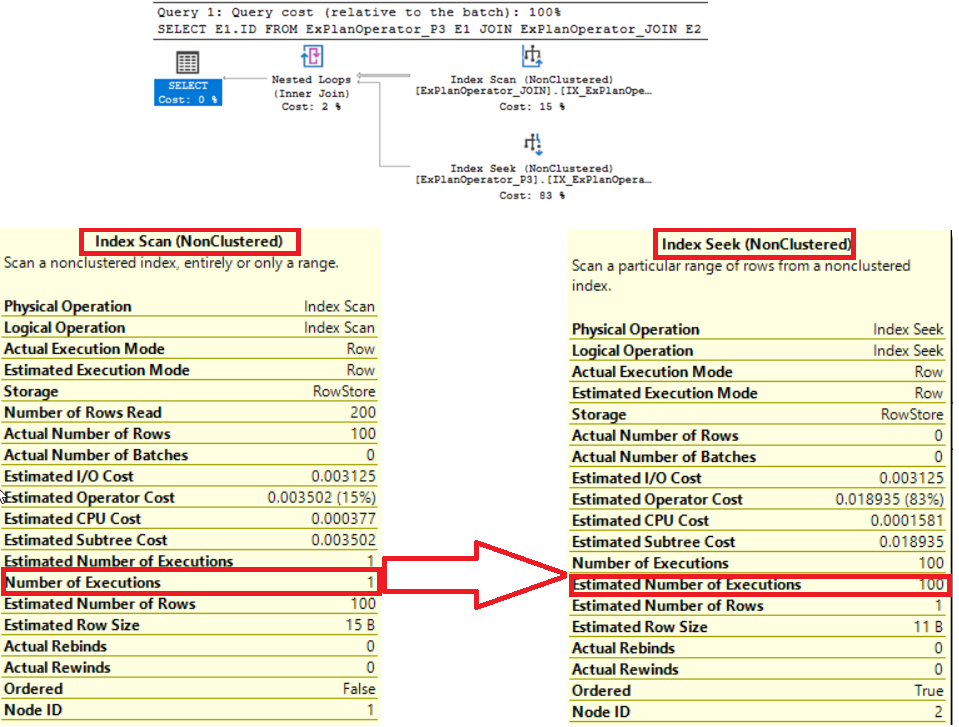 Query 1: Query cost (relative to the batch): 100%
SELECT E1.ID FROM ExPlanOperator_P3 E1 JOIN ExPlanOperator_JOIN E2
SELECT
Cost: 0 %
Nested Loops
(Inner Join)
Cost: 2 %
Index Scan (NonClustered)
[ExPlanOperator_JOIN].[IX_ExPlanOpe…
Cost: 15 %
Index Seek (NonClustered)
[ExPlanOperator_P3].[IX_ExPlanOpera…
Cost: 83 %
Index Scan (NonClustered)
Scan a nonclustered index, entirely or only a range.
Physical Operation Index Scan
Logical Operation Index Scan
Actual Execution Mode Row
Estimated Execution Mode Row
Storage RowStore
Number of Rows Read 200
Actual Number of Rows 100
Actual Number of Batches 0
Estimated I/O Cost 0.003125
Estimated Operator Cost 0.003502 (15%)
Estimated CPU Cost 0.000377
Estimated Subtree Cost 0.003502
Estimated Number of Executions 1
Number of Executions 1
Estimated Number of Rows 100
Estimated Row Size 15 B
Actual Rebinds 0
Actual Rewinds 0
Ordered False
Node ID 1
Index Seek (NonClustered)
Scan a particular range of rows from a nonclustered
index.
Physical Operation Index Seek
Logical Operation Index Seek
Actual Execution Mode Row
Estimated Execution Mode Row
Storage RowStore
Actual Number of Rows 0
Actual Number of Batches 0
Estimated I/O Cost 0.003125
Estimated Operator Cost 0.018935 (83%)
Estimated CPU Cost 0.0001581
Estimated Subtree Cost 0.018935
Number of Executions 100
Estimated Number of Executions 100
Estimated Number of Rows 1
Estimated Row Size 11 B
Actual Rebinds 0
Actual Rewinds 0
Ordered True
Node ID 2